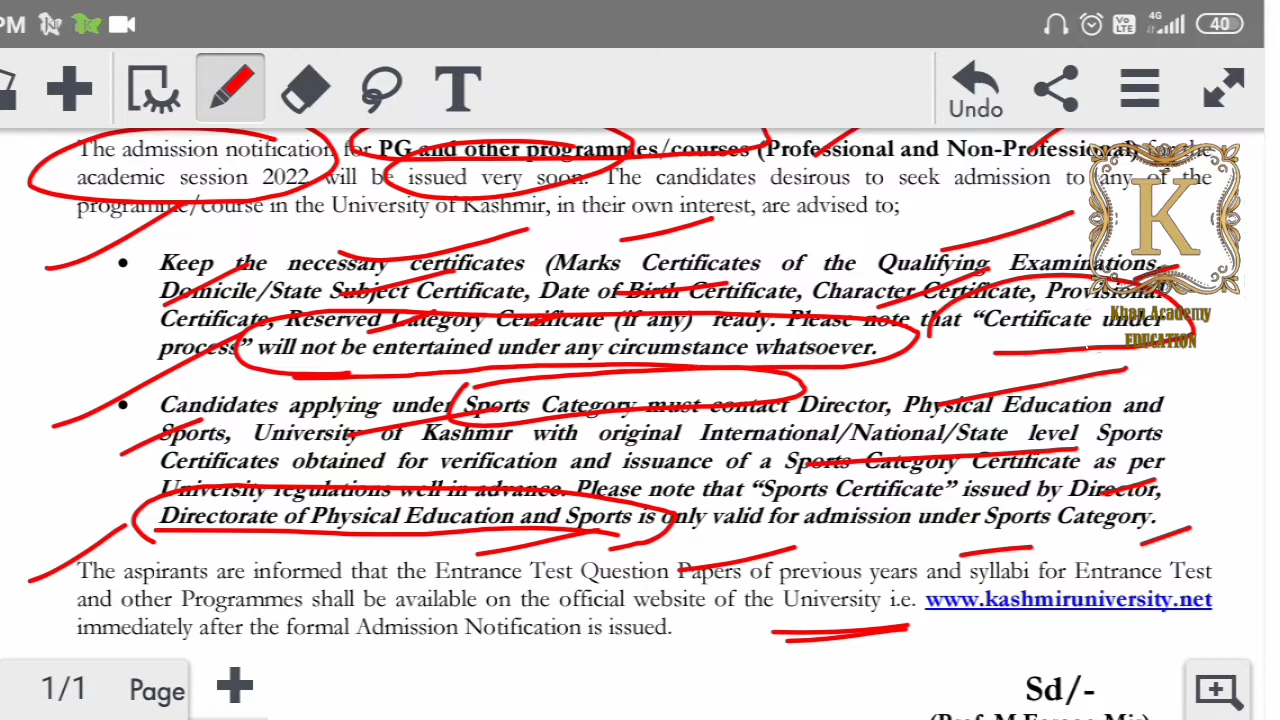 PM
Vo
LTE
4G
40
T
Undo
The admission notification for PG and other programmes/courses (Professional and Non-Professional) for the
academic session 2022 will be issued very soon. The candidates desirous to seek admission to any of the
programme/course in the University of Kashmir, in their own interest, are advised to;
• Keep the necessary certificates (Marks Certificates of the Qualifying Examinations,
Domicile/State Subject Certificate, Date of Birth Certificate, Character Certificate, Provisional
Certificate, Reserved Category Certificate (if any) ready. Please note that “Certificate under
process” will not be entertained under any circumstance whatsoever.
• Candidates applying under Sports Category must contact Director, Physical Education and
Sports, University of Kashmir with original International/National/State level Sports
Certificates obtained for verification and issuance of a Sports Category Certificate as per
University regulations well in advance. Please note that “Sports Certificate” issued by Director,
Directorate of Physical Education and Sports is only valid for admission under Sports Category.
The aspirants are informed that the Entrance Test Question Papers of previous years and syllabi for Entrance Test
and other Programmes shall be available on the official website of the University i.e. www.kashmiruniversity.net
immediately after the formal Admission Notification is issued.
K
Khan Academy
EDUCATION
1/1 Page
Sd/-
(Prof. M Farooq Mir)